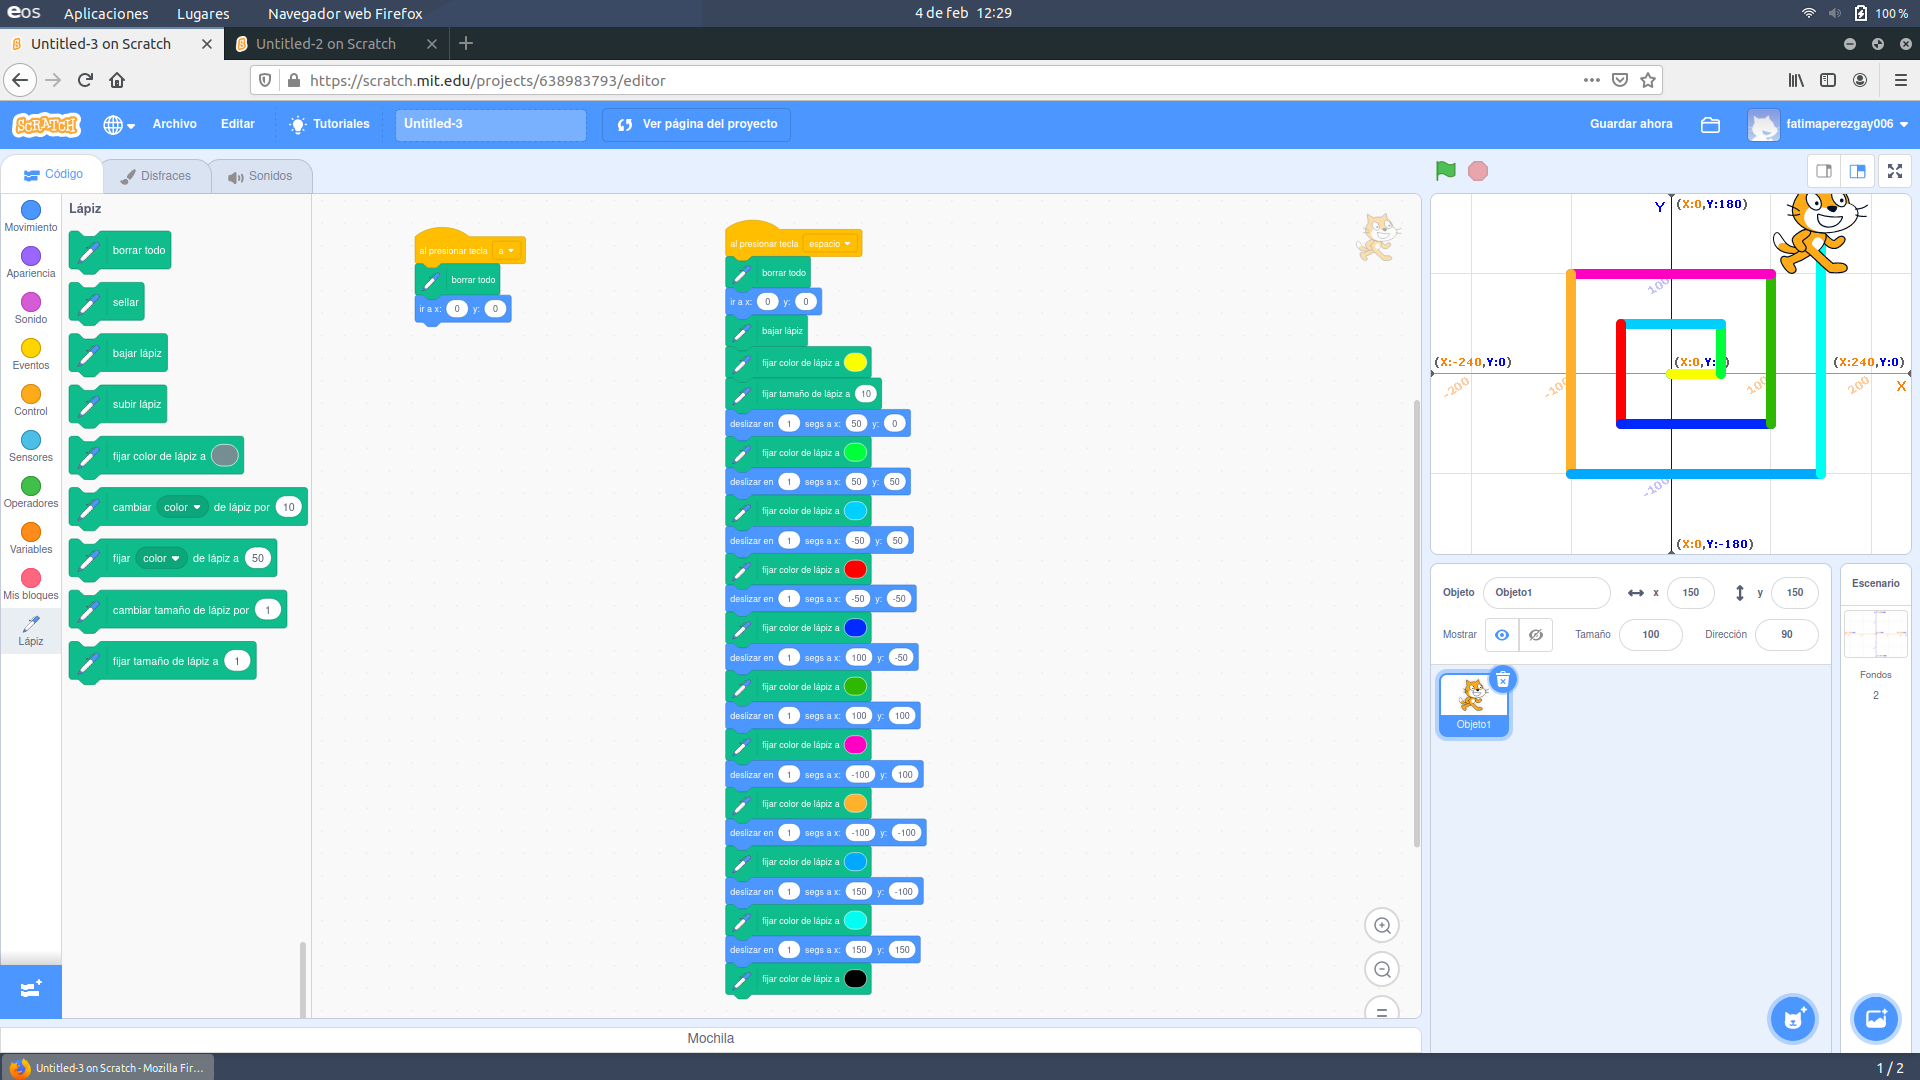 eos Aplicaciones Lugares Navegador web Firefox 4 de feb 12:29 100 %
Untitled-3 on Scratch Untitled-2 on Scratch
https://scratch.mit.edu/projects/638983793/editor
SCRATCH Archivo Editar Tutoriales Untitled-3 Ver página del proyecto Guardar ahora fatimaperezgay006
Código Disfraces Sonidos
Movimiento
Apariencia
Sonido
Eventos
Control
Sensores
Operadores
Variables
Mis bloques
Lápiz
Lápiz
borrar todo
sellar
bajar lápiz
subir lápiz
fijar color de lápiz a
cambiar color de lápiz por 10
fijar color de lápiz a 50
cambiar tamaño de lápiz por 1
fijar tamaño de lápiz a 1
al presionar tecla a
borrar todo
ir a x: 0 y: 0
al presionar tecla espacio
borrar todo
ir a x: 0 y: 0
bajar lápiz
fijar color de lápiz a
fijar tamaño de lápiz a 10
deslizar en 1 segs a x: 50 y: 0
fijar color de lápiz a
deslizar en 1 segs a x: 50 y: 50
fijar color de lápiz a
deslizar en 1 segs a x: -50 y: 50
fijar color de lápiz a
deslizar en 1 segs a x: -50 y: -50
fijar color de lápiz a
deslizar en 1 segs a x: 100 y: -50
fijar color de lápiz a
deslizar en 1 segs a x: 100 y: 100
fijar color de lápiz a
deslizar en 1 segs a x: -100 y: 100
fijar color de lápiz a
deslizar en 1 segs a x: -100 y: -100
fijar color de lápiz a
deslizar en 1 segs a x: 150 y: -100
fijar color de lápiz a
deslizar en 1 segs a x: 150 y: 150
fijar color de lápiz a
Y (X:0,Y:180)
100
(X:-240,Y:0) (X:0,Y: ) (X:240,Y:0)
-200 -100 100 200 X
-100
(X:0,Y:-180)
Objeto Objeto1 x 150 y 150
Mostrar Tamaño 100 Dirección 90
Objeto1
Escenario
Fondos
2
Mochila
Untitled-3 on Scratch - Mozilla Fir... 1 / 2